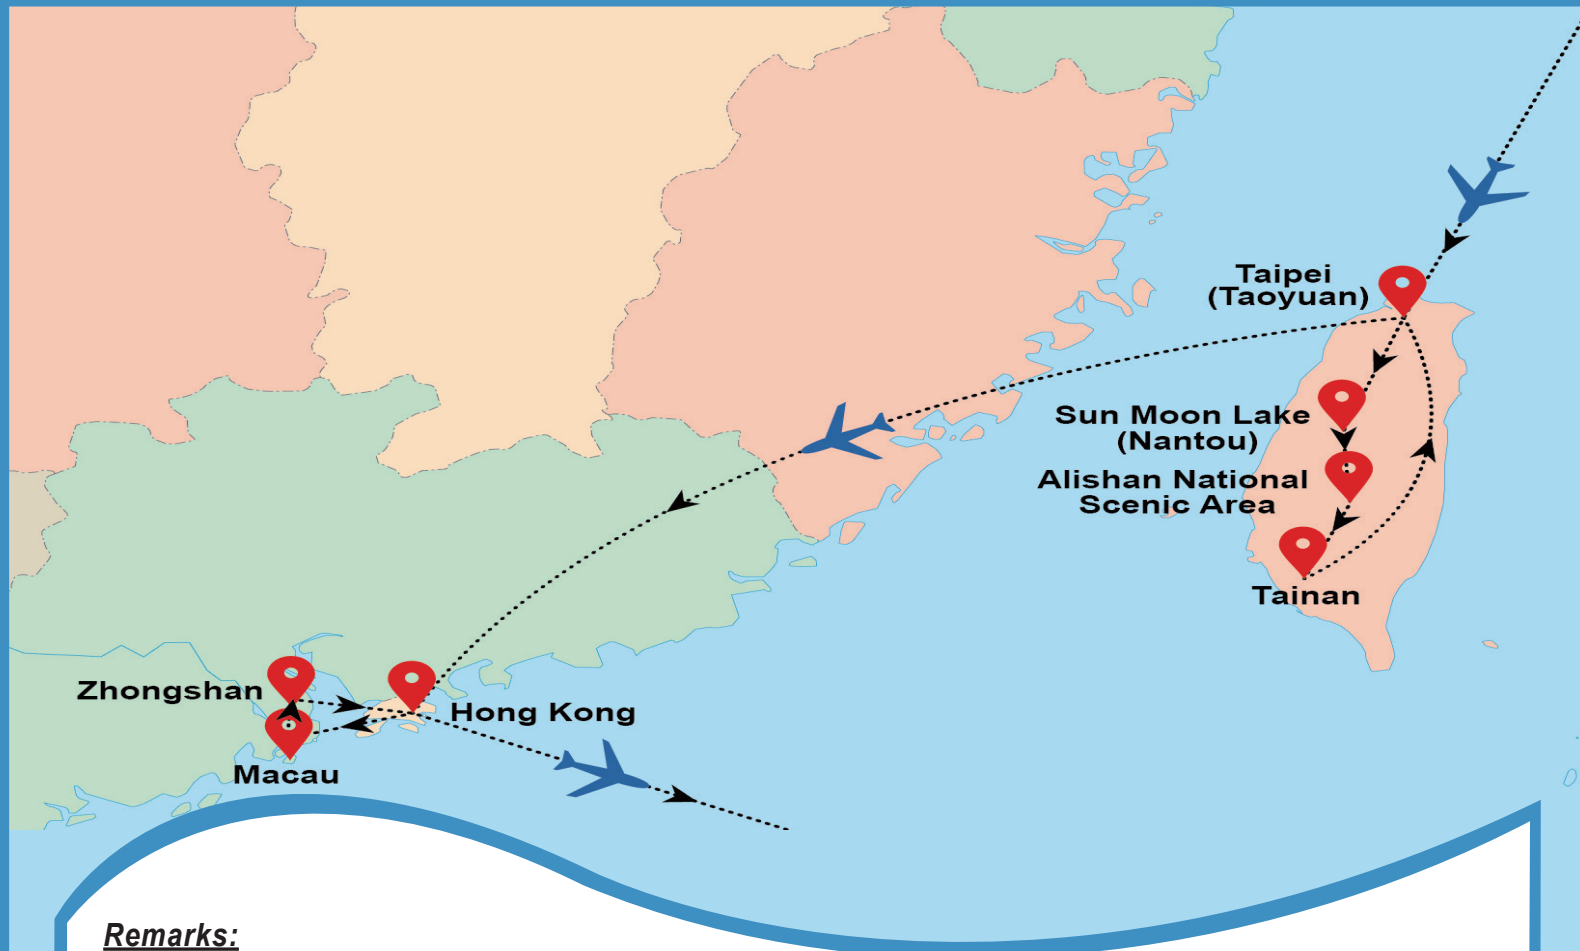 Taipei
(Taoyuan)
Sun Moon Lake
(Nantou)
Alishan National
Scenic Area
Tainan
Zhongshan
Hong Kong
Macau
Remarks: